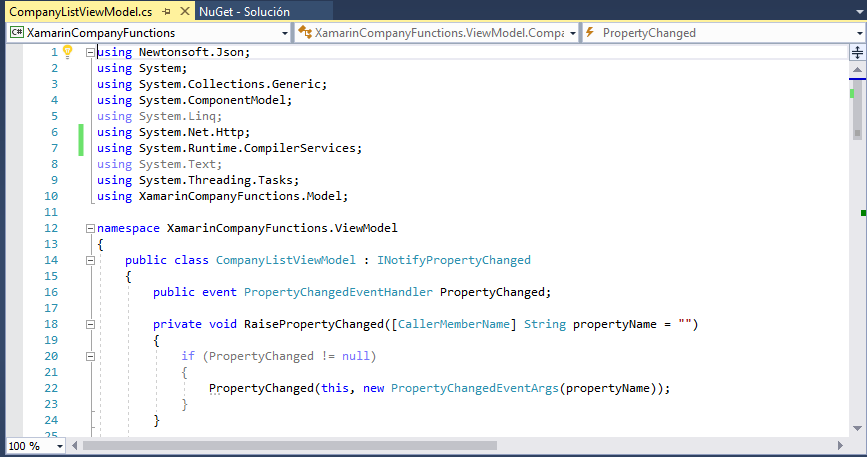 CompanyListViewModel.cs NuGet - Solución
C# XamarinCompanyFunctions XamarinCompanyFunctions.ViewModel.Compa PropertyChanged
1 using Newtonsoft.Json;
2 using System;
3 using System.Collections.Generic;
4 using System.ComponentModel;
5 using System.Linq;
6 using System.Net.Http;
7 using System.Runtime.CompilerServices;
8 using System.Text;
9 using System.Threading.Tasks;
10 using XamarinCompanyFunctions.Model;
11
12 namespace XamarinCompanyFunctions.ViewModel
13 {
14 public class CompanyListViewModel : INotifyPropertyChanged
15 {
16 public event PropertyChangedEventHandler PropertyChanged;
17
18 private void RaisePropertyChanged([CallerMemberName] String propertyName = "")
19 {
20 if (PropertyChanged != null)
21 {
22 PropertyChanged(this, new PropertyChangedEventArgs(propertyName));
23 }
24 }
25
100 %